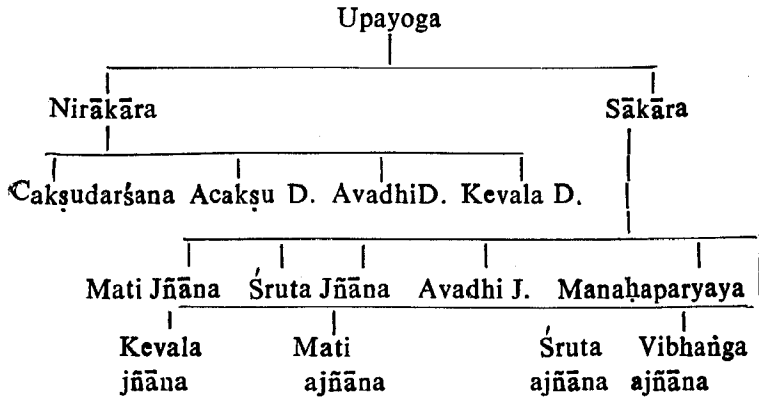 Upayoga
Nirākāra Sākāra
Cakṣudarśana Acakṣu D. AvadhiD. Kevala D.
Mati Jñāna Śruta Jñāna Avadhi J. Manaḥaparyaya
Kevala Mati Śruta Vibhaṅga
jñāna ajñāna ajñāna ajñāna